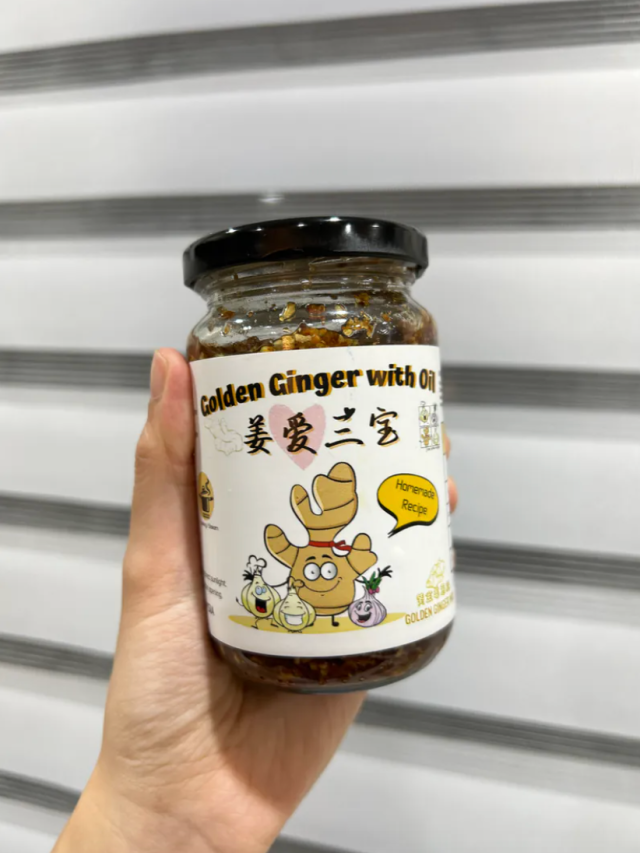 Golden Ginger with Oil
姜爱三宝
Homemade
Recipe
GOLDEN GINGER